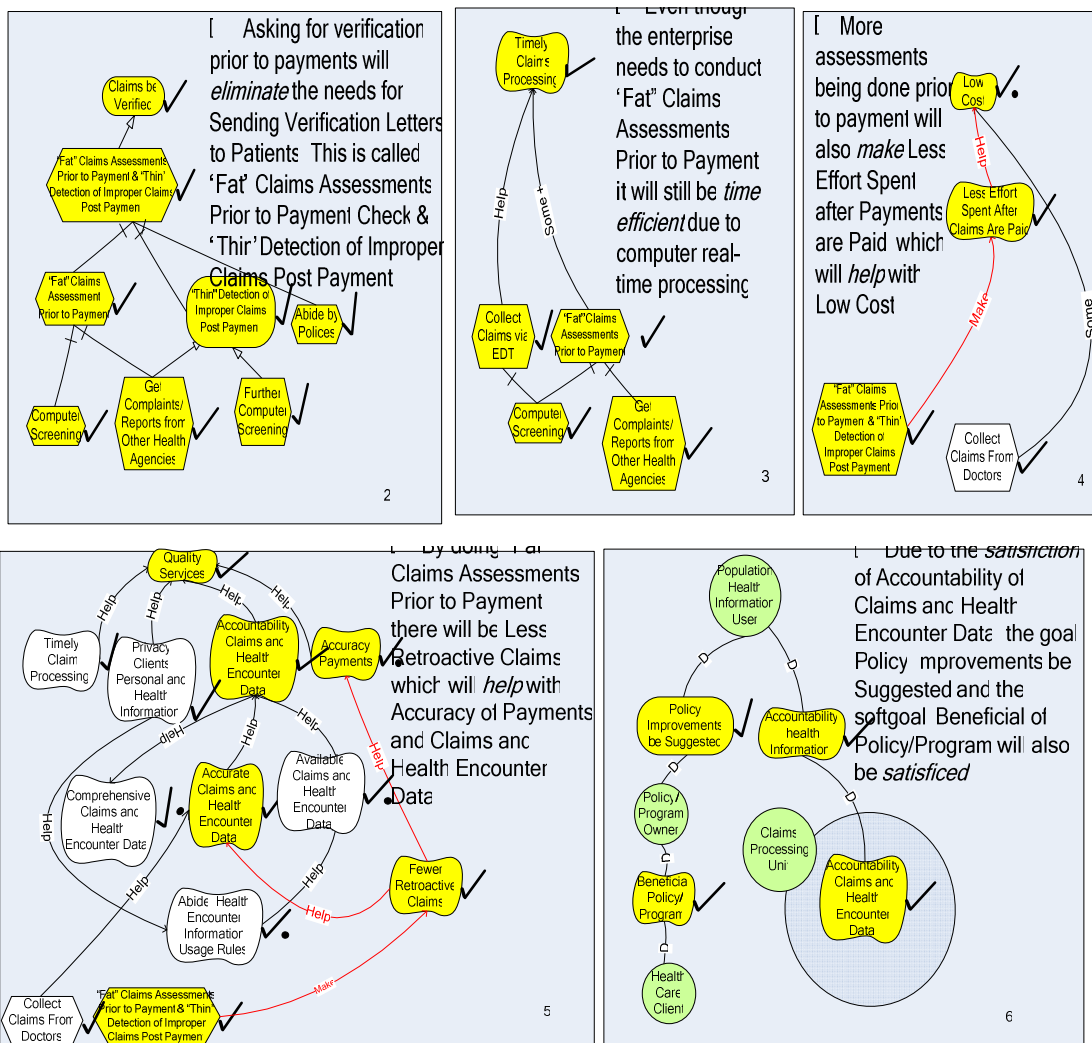 [ Asking for verification
prior to payments will
eliminate the needs for
Sending Verification Letters
to Patients This is called
‘Fat’ Claims Assessments
Prior to Payment Check &
‘Thin’ Detection of Improper
Claims Post Payment
Claims be
Verified
“Fat” Claims Assessments
Prior to Payment & “Thin”
Detection of Improper Claims
Post Paymen
“Fat” Claims
Assessment
Prior to Payment
“Thin” Detection of
Improper Claims
Post Paymen
Abide by
Polices
Computer
Screening
Get
Complaints/
Reports from
Other Health
Agencies
Further
Computer
Screening
2
[ Even though
the enterprise
needs to conduct
‘Fat” Claims
Assessments
Prior to Payment
it will still be time
efficient due to
computer real-
time processing
Timely
Claims
Processing
Help
Some+
Collect
Claims via
EDT
“Fat”Claims
Assessments
Prior to Payment
Computer
Screening
Get
Complaints/
Reports from
Other Health
Agencies
3
[ More
assessments
being done prior
to payment will
also make Less
Effort Spent
after Payments
are Paid which
will help with
Low Cost
Low
Cost
Help
Less Effort
Spent After
Claims Are Paid
Make
Some
“Fat” Claims
Assessments Prior
to Payment & “Thin”
Detection of
Improper Claims
Post Payment
Collect
Claims From
Doctors
4
[ By doing Fat
Claims Assessments
Prior to Payment
there will be Less
Retroactive Claims
which will help with
Accuracy of Payments
and Claims and
Health Encounter
Data
Quality
Services
Help
Help
Help
Help
Timely
Claim
Processing
Privacy
Clients
Personal and
Health
Information
Accountability
Claims and
Health
Encounter
Data
Accuracy
Payments
Help
Help
Help
Help
Comprehensive
Claims and
Health
Encounter Data
Accurate
Claims and
Health
Encounter
Data
Available
Claims and
Health
Encounter
Data
Help
Help
Help
Help
Fewer
Retroactive
Claims
Abide Health
Encounter
Information
Usage Rules
Make
Collect
Claims From
Doctors
“Fat” Claims Assessments
Prior to Payment & “Thin”
Detection of Improper
Claims Post Paymen
5
[ Due to the satisfiction
of Accountability of
Claims and Health
Encounter Data the goal
Policy mprovements be
Suggested and the
softgoal Beneficial of
Policy/Program will also
be satisficed
Population
Health
Information
User
D
D
Policy
Improvements
be Suggested
Accountability
health
Information
D
D
Policy/
Program
Owner
Claims
Processing
Unit
D
Beneficial
Policy/
Program
Accountability
Claims and
Health
Encounter
Data
D
Health
Care
Client
6